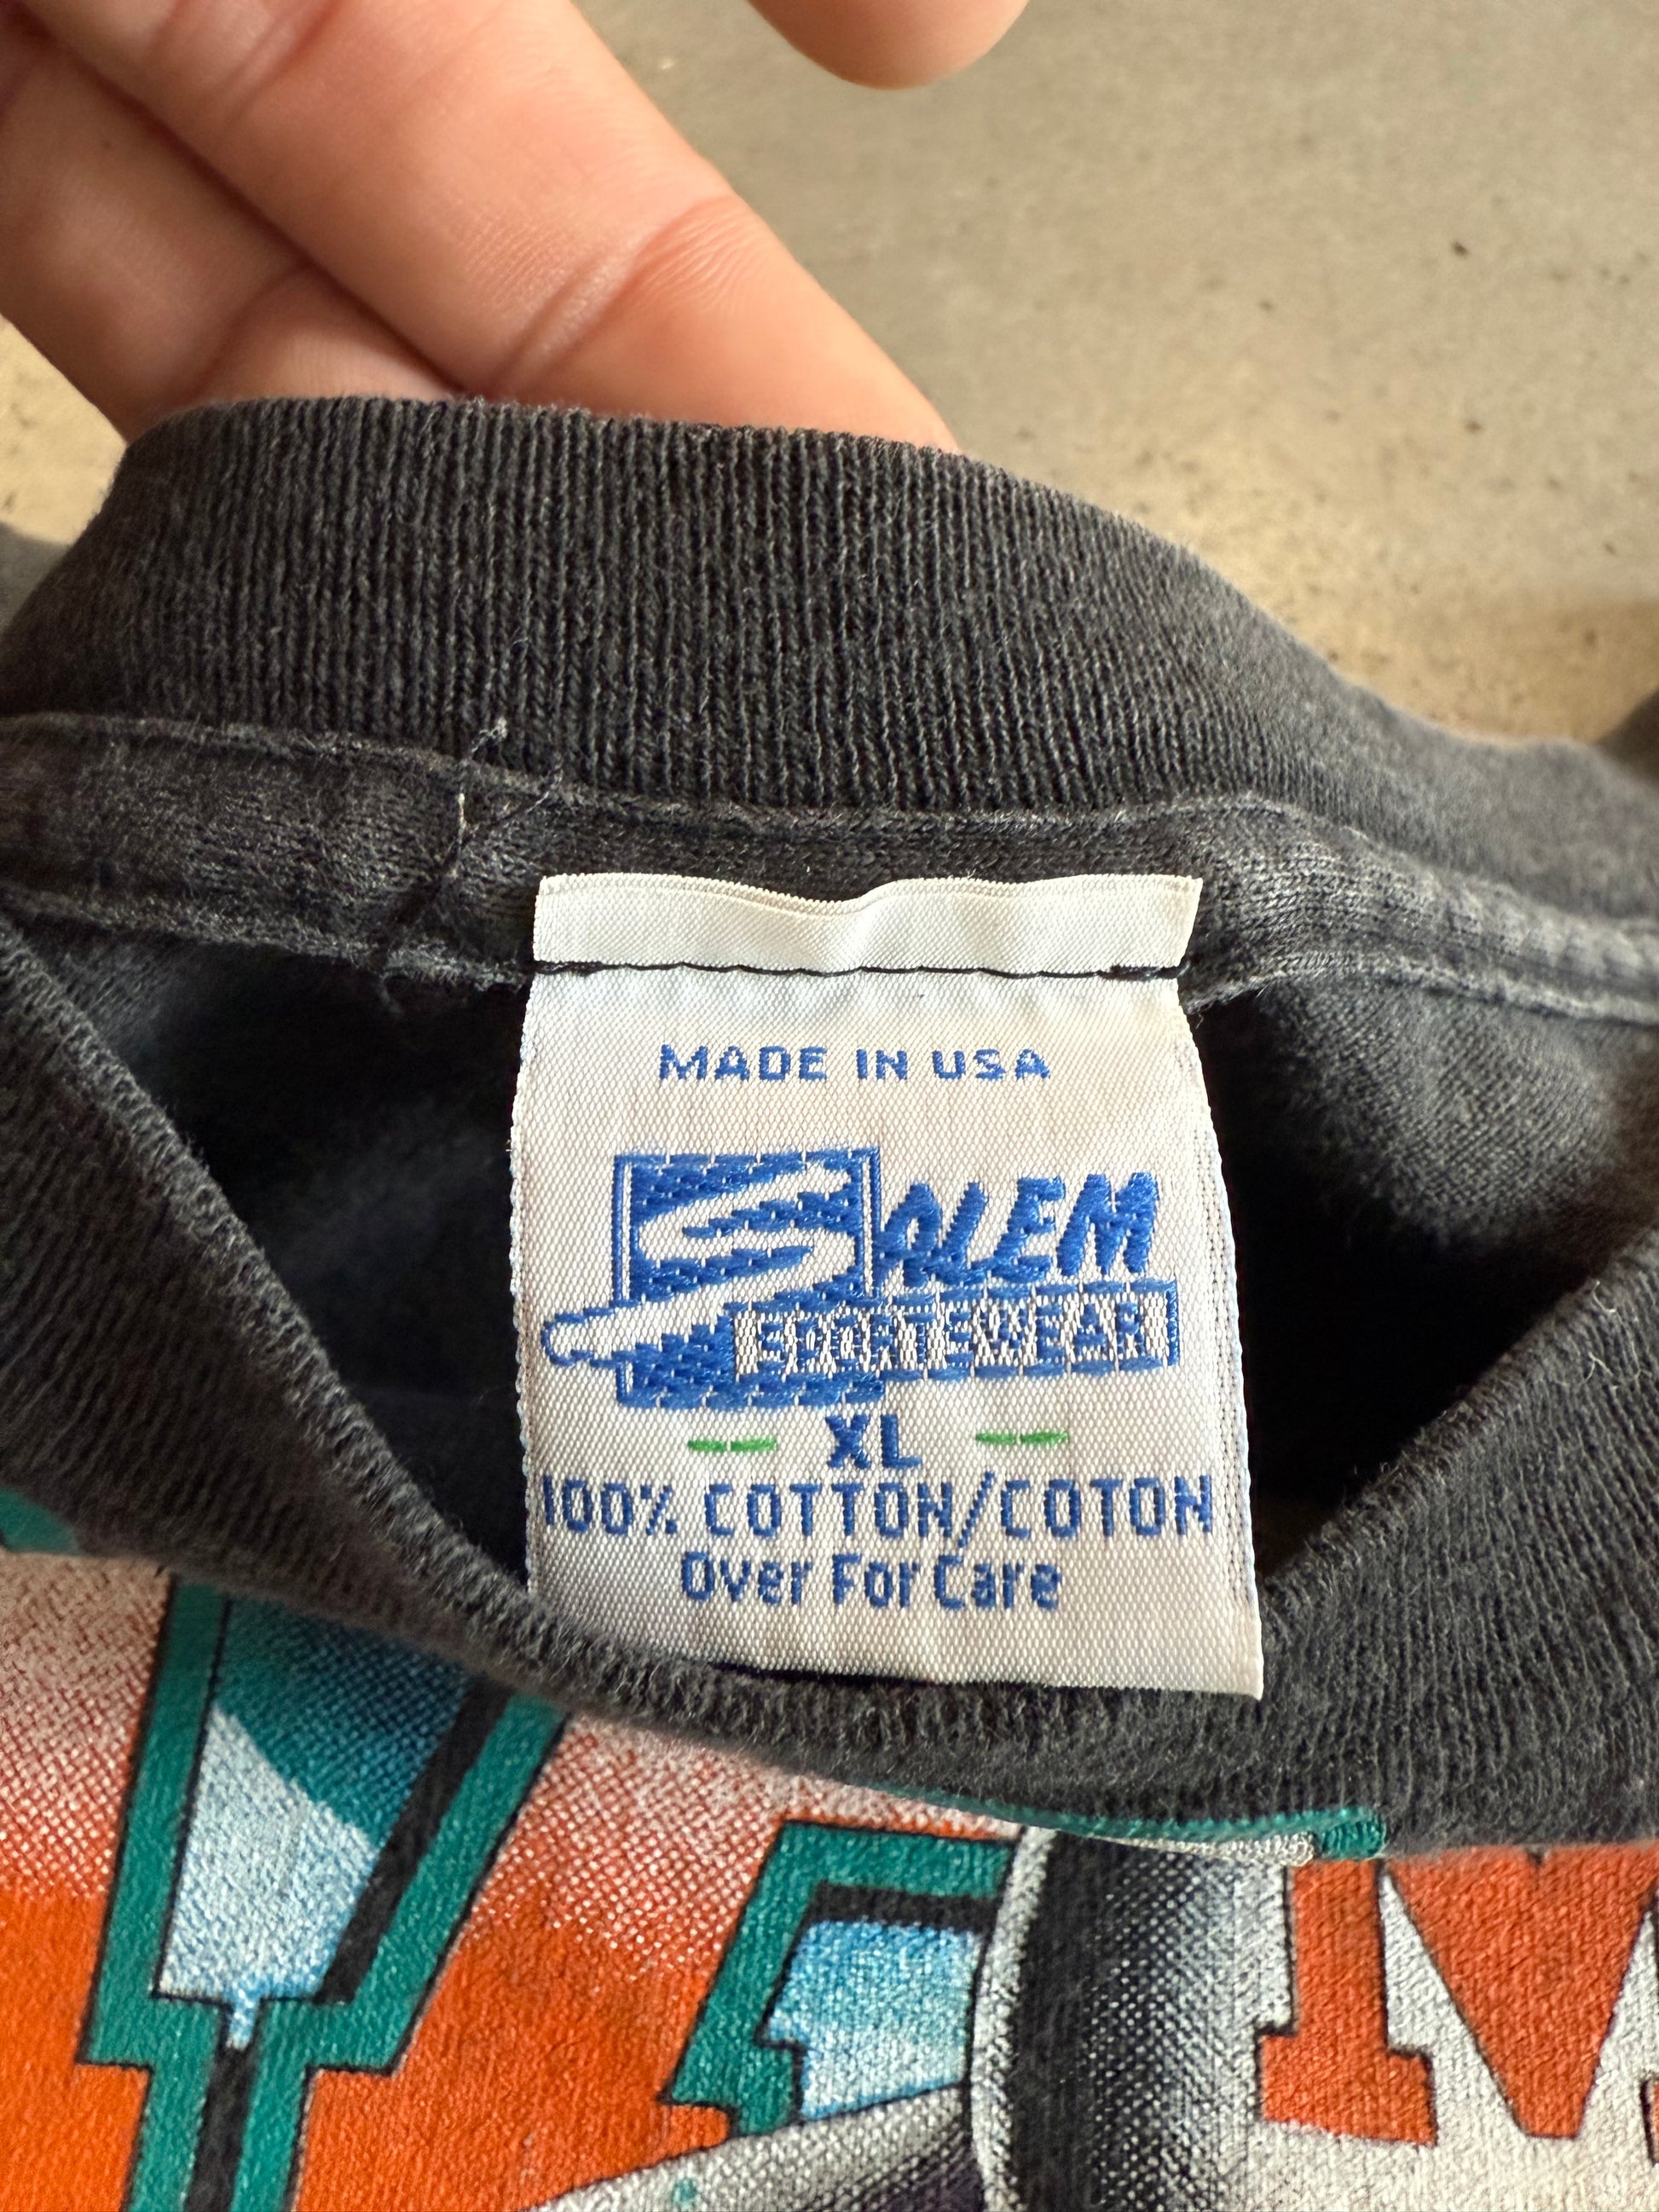 MADE IN USA
SALEM
SPORTSWEAR
XL
100% COTTON/COTON
Over For Care
M